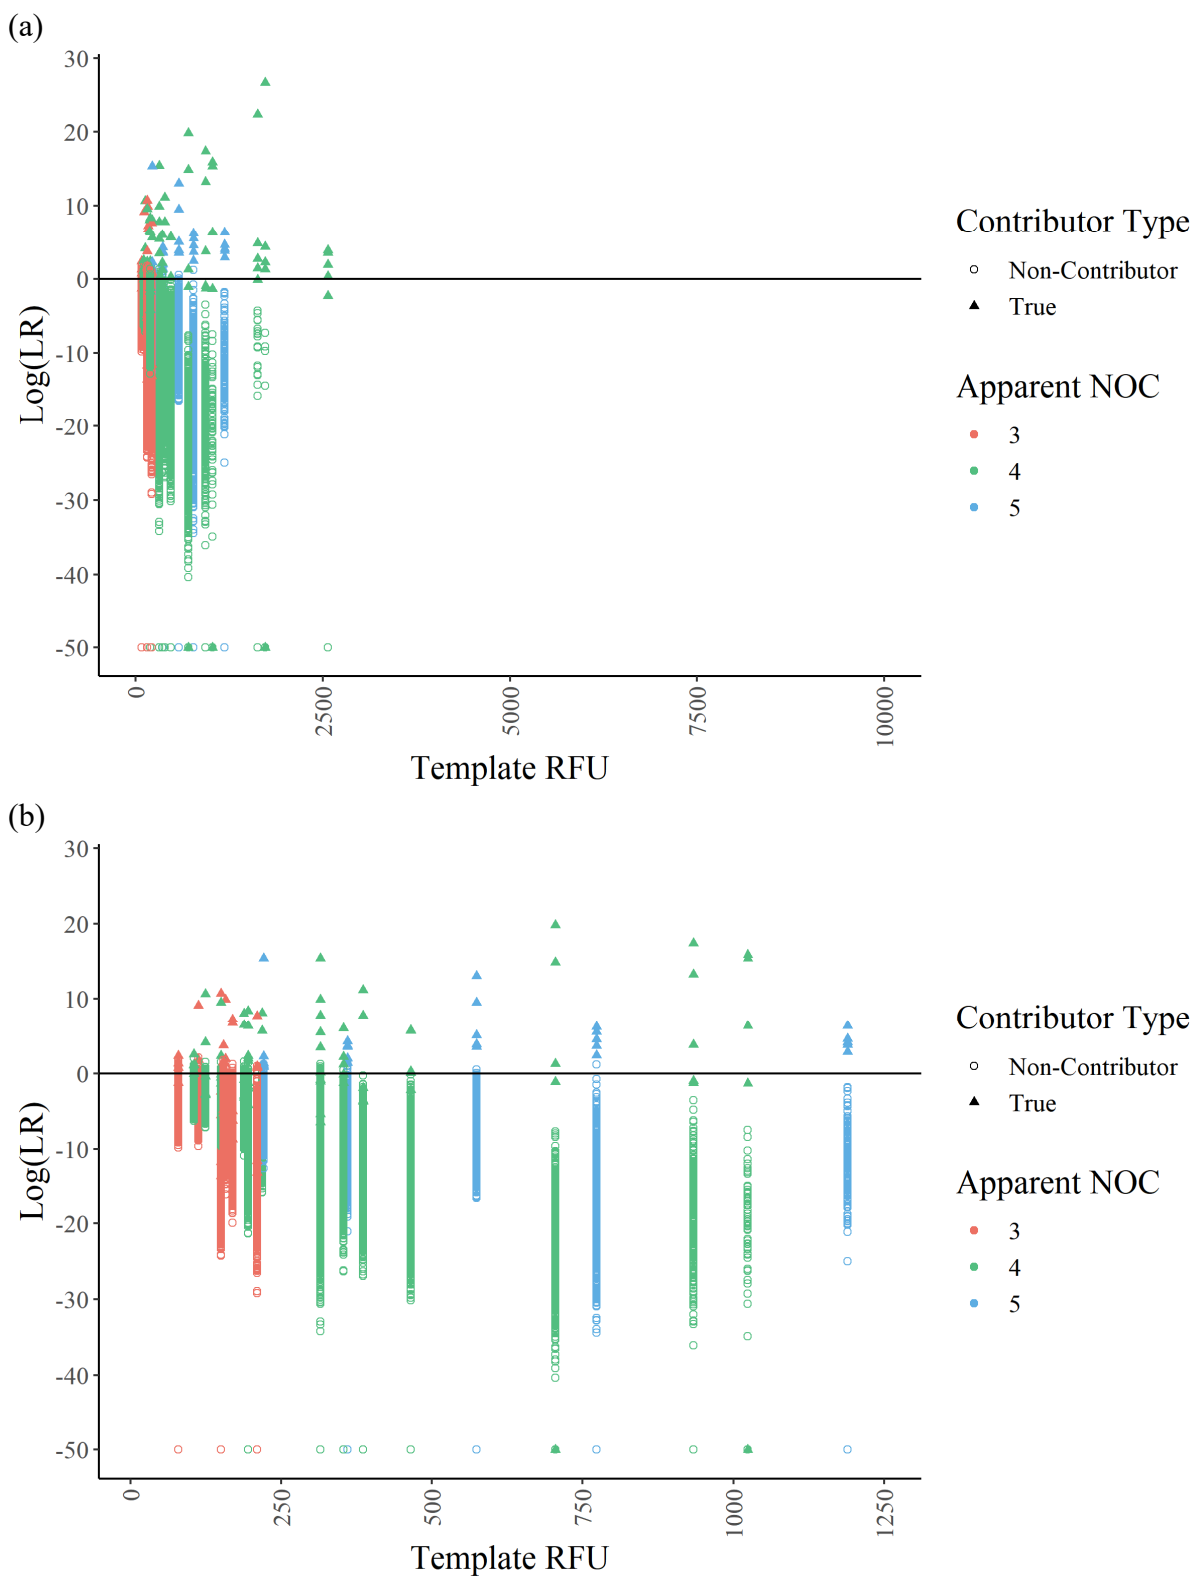 (a)
30
20
10
0
-10
-20
-30
-40
-50
Log(LR)
0
2500
5000
7500
10000
Template RFU
Contributor Type
Non-Contributor
True
Apparent NOC
3
4
5
(b)
30
20
10
0
-10
-20
-30
-40
-50
Log(LR)
0
250
500
750
1000
1250
Template RFU
Contributor Type
Non-Contributor
True
Apparent NOC
3
4
5